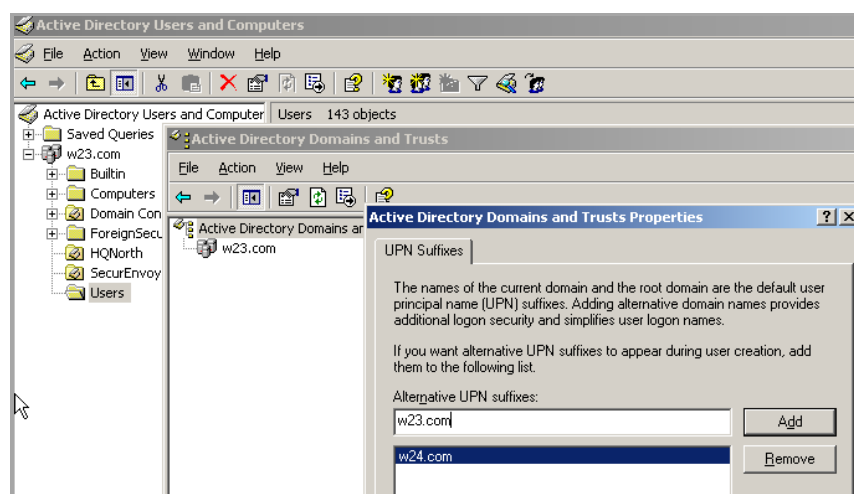 Active Directory Users and Computers
File Action View Window Help
Active Directory User
s and Computer Users 143 objects
Saved Queries
w23.com
Builtin
Computers
Domain Con
ForeignSecu
HQNorth
SecurEnvoy
Users
Active Directory Domains and Trusts
File Action View Help
Active Directory Domains ar
w23.com
Active Directory Domains and Trusts Properties
UPN Suffixes
The names of the current domain and the root domain are the default user
principal name (UPN) suffixes. Adding alternative domain names provides
additional logon security and simplifies user logon names.
If you want alternative UPN suffixes to appear during user creation, add
them to the following list.
Alternative UPN suffixes:
w23.com Add
w24.com Remove